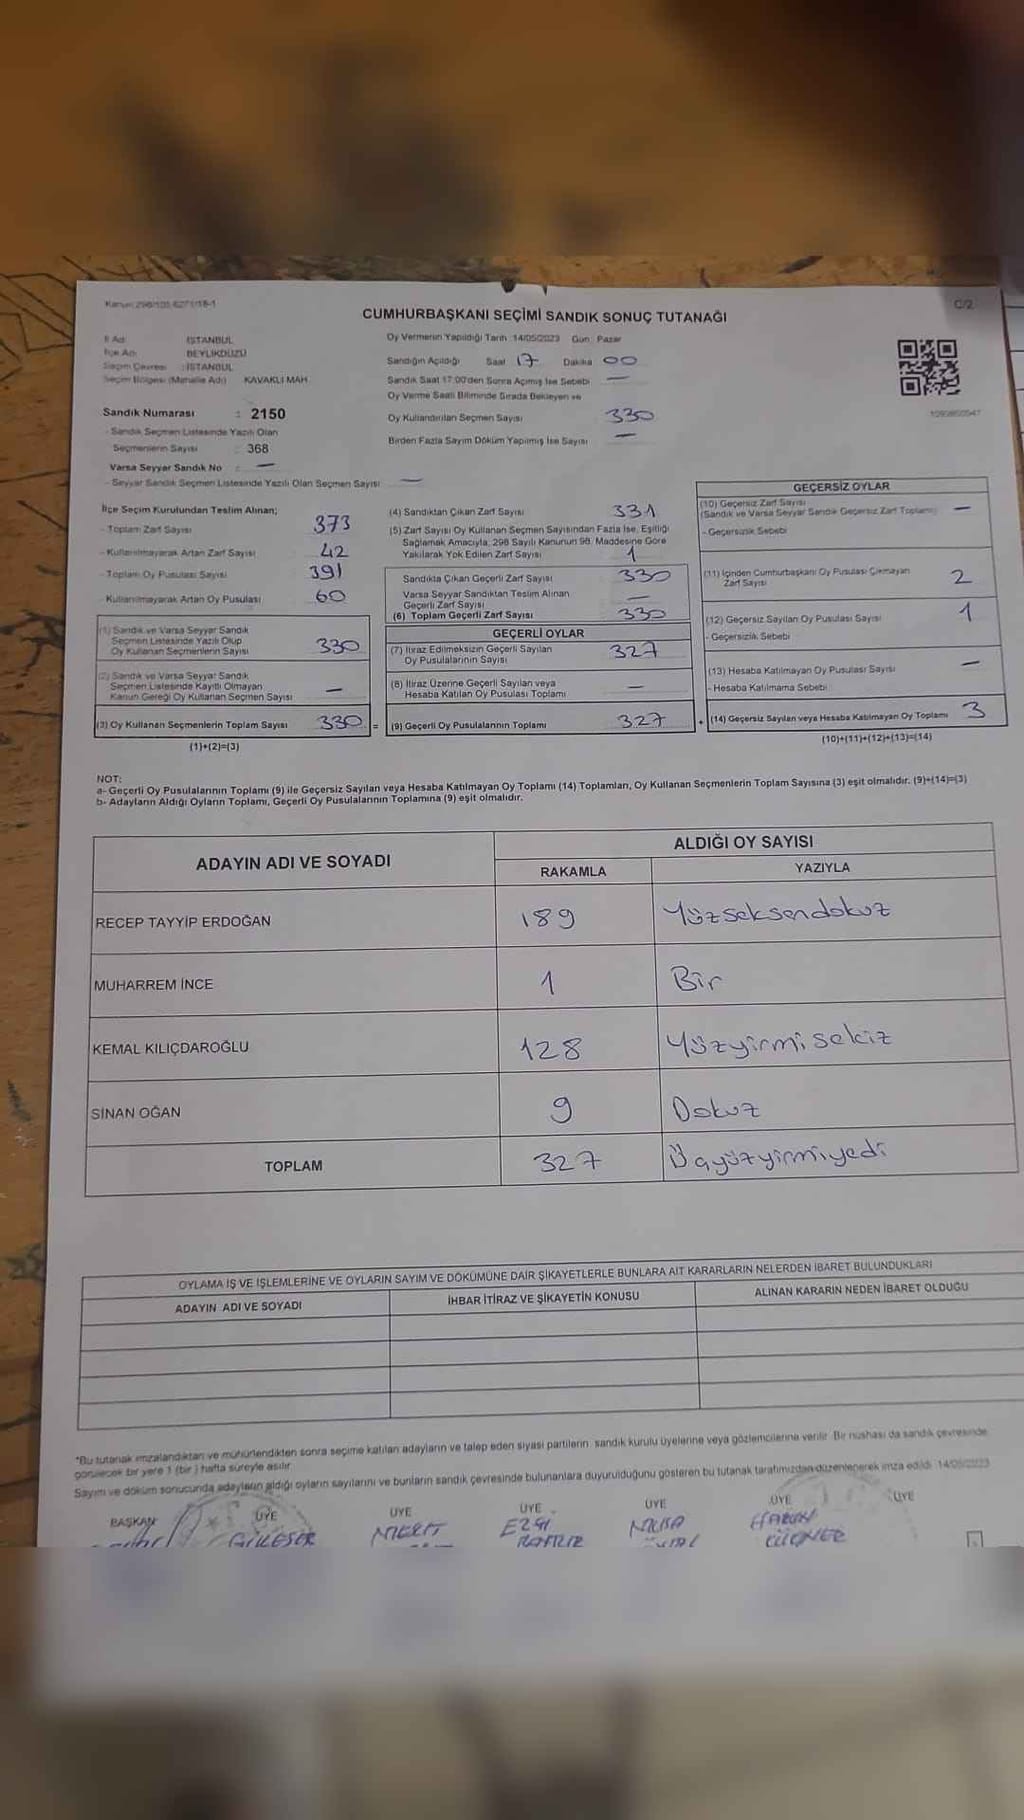 Kanun: 298/105 6271/18-1
C/2
CUMHURBAŞKANI SEÇİMİ SANDIK SONUÇ TUTANAĞI
İl Adı : İSTANBUL
İlçe Adı : BEYLİKDÜZÜ
Seçim Çevresi : İSTANBUL
Seçim Bölgesi (Mahalle Adı) KAVAKLI MAH.
Sandık Numarası : 2150
- Sandık Seçmen Listesinde Yazılı Olan
Seçmenlerin Sayısı : 368
Varsa Seyyar Sandık No : —
- Seyyar Sandık Seçmen Listesinde Yazılı Olan Seçmen Sayısı —
Oy Vermenin Yapıldığı Tarih :14/05/2023 Gün: Pazar
Sandığın Açıldığı Saat 17 Dakika 00
Sandık Saat 17:00'den Sonra Açımış İse Sebebi —
Oy Verme Saati Bitiminde Sırada Bekleyen ve
Oy Kullandırılan Seçmen Sayısı 330
Birden Fazla Sayım Döküm Yapılmış İse Sayısı —
İlçe Seçim Kurulundan Teslim Alınan;
- Toplam Zarf Sayısı 373
- Kullanılmayarak Artan Zarf Sayısı 42
- Toplam Oy Pusulası Sayısı 391
- Kullanılmayarak Artan Oy Pusulası 60
(1) Sandık ve Varsa Seyyar Sandık
Seçmen Listesinde Yazılı Olup
Oy Kullanan Seçmenlerin Sayısı 330
(2) Sandık ve Varsa Seyyar Sandık
Seçmen Listesinde Kayıtlı Olmayan
Kanun Gereği Oy Kullanan Seçmen Sayısı —
(3) Oy Kullanan Seçmenlerin Toplam Sayısı 330 =
(1)+(2)=(3)
(4) Sandıktan Çıkan Zarf Sayısı 331
(5) Zarf Sayısı Oy Kullanan Seçmen Sayısından Fazla İse, Eşitliği
Sağlamak Amacıyla, 298 Sayılı Kanunun 98. Maddesine Göre
Yakılarak Yok Edilen Zarf Sayısı 1
Sandıkta Çıkan Geçerli Zarf Sayısı 330
Varsa Seyyar Sandıktan Teslim Alınan
Geçerli Zarf Sayısı —
(6) Toplam Geçerli Zarf Sayısı 330
GEÇERLİ OYLAR
(7) İtiraz Edilmeksizin Geçerli Sayılan
Oy Pusulalarının Sayısı 327
(8) İtiraz Üzerine Geçerli Sayılan veya
Hesaba Katılan Oy Pusulası Toplamı —
(9) Geçerli Oy Pusulalarının Toplamı 327 +
GEÇERSİZ OYLAR
(10) Geçersiz Zarf Sayısı
(Sandık ve Varsa Seyyar Sandık Geçersiz Zarf Toplamı) —
- Geçersizlik Sebebi
(11) İçinden Cumhurbaşkanı Oy Pusulası Çıkmayan
Zarf Sayısı 2
(12) Geçersiz Sayılan Oy Pusulası Sayısı 1
- Geçersizlik Sebebi
(13) Hesaba Katılmayan Oy Pusulası Sayısı —
- Hesaba Katılmama Sebebi
(14) Geçersiz Sayılan veya Hesaba Katılmayan Oy Toplamı 3
(10)+(11)+(12)+(13)=(14)
NOT:
a- Geçerli Oy Pusulalarının Toplamı (9) ile Geçersiz Sayılan veya Hesaba Katılmayan Oy Toplamı (14) Toplamları, Oy Kullanan Seçmenlerin Toplam Sayısına (3) eşit olmalıdır. (9)+(14)=(3)
b- Adayların Aldığı Oyların Toplamı, Geçerli Oy Pusulalarının Toplamına (9) eşit olmalıdır.
ADAYIN ADI VE SOYADI
ALDIĞI OY SAYISI
RAKAMLA YAZIYLA
RECEP TAYYİP ERDOĞAN 189 Yüzseksendokuz
MUHARREM İNCE 1 Bir
KEMAL KILIÇDAROĞLU 128 Yüzyirmisekiz
SİNAN OĞAN 9 Dokuz
TOPLAM 327 Üçyüzyirmiyedi
OYLAMA İŞ VE İŞLEMLERİNE VE OYLARIN SAYIM VE DÖKÜMÜNE DAİR ŞİKAYETLERLE BUNLARA AİT KARARLARIN NELERDEN İBARET BULUNDUKLARI
ADAYIN ADI VE SOYADI İHBAR İTİRAZ VE ŞİKAYETİN KONUSU ALINAN KARARIN NEDEN İBARET OLDUĞU
*Bu tutanak imzalandıktan ve mühürlendikten sonra seçime katılan adayların ve talep eden siyasi partilerin sandık kurulu üyelerine veya gözlemcilerine verilir. Bir nüshası da sandık çevresinde
görülecek bir yere 1 (bir) hafta süreyle asılır.
Sayım ve döküm sonucunda adayların aldığı oyların sayılarını ve bunların sandık çevresinde bulunanlara duyurulduğunu gösteren bu tutanak tarafımızdan düzenlenerek imza edildi. 14/05/2023
BAŞKAN ÜYE ÜYE ÜYE ÜYE ÜYE ÜYE
MERT EZGİ HARUN